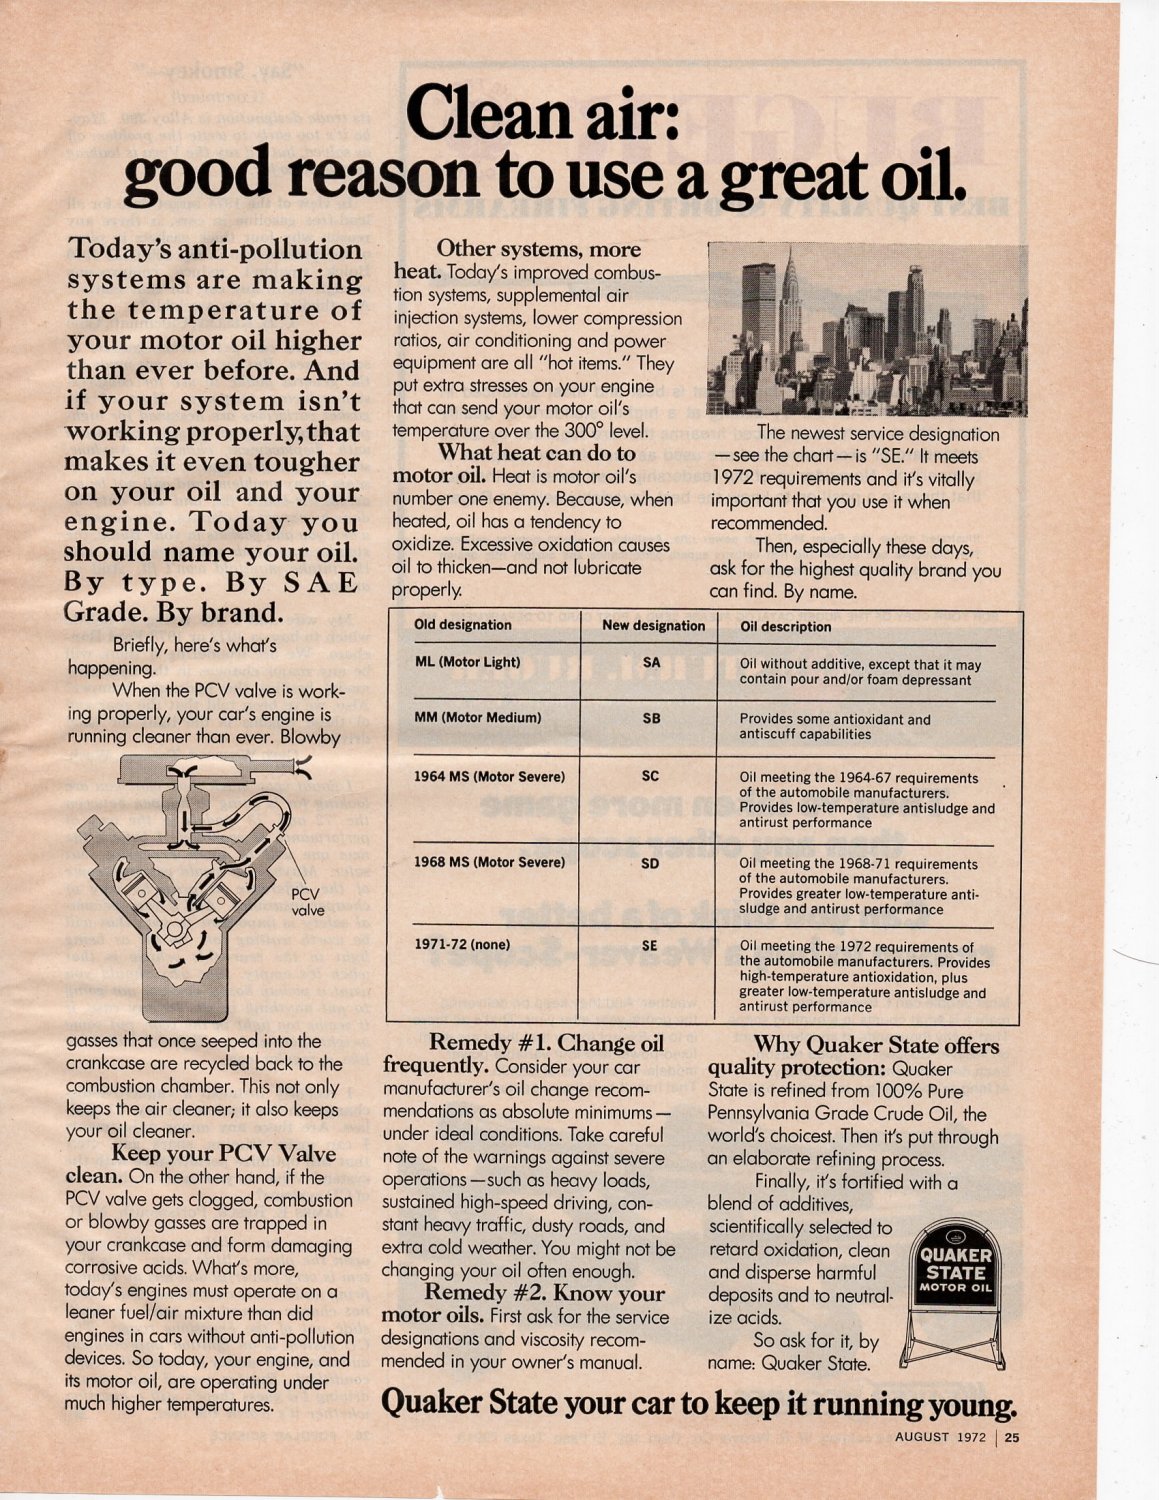 Clean air:
good reason to use a great oil.
Today's anti-pollution
systems are making
the temperature of
your motor oil higher
than ever before. And
if your system isn't
working properly, that
makes it even tougher
on your oil and your
engine. Today you
should name your oil.
By type. By SAE
Grade. By brand.
Briefly, here's what's
happening.
When the PCV valve is work-
ing properly, your car's engine is
running cleaner than ever. Blowby
PCV
valve
gasses that once seeped into the
crankcase are recycled back to the
combustion chamber. This not only
keeps the air cleaner; it also keeps
your oil cleaner.
Keep your PCV Valve
clean. On the other hand, if the
PCV valve gets clogged, combustion
or blowby gasses are trapped in
your crankcase and form damaging
corrosive acids. What's more,
today's engines must operate on a
leaner fuel/air mixture than did
engines in cars without anti-pollution
devices. So today, your engine, and
its motor oil, are operating under
much higher temperatures.
Other systems, more
heat. Today's improved combus-
tion systems, supplemental air
injection systems, lower compression
ratios, air conditioning and power
equipment are all "hot items." They
put extra stresses on your engine
that can send your motor oil's
temperature over the 300° level.
What heat can do to
motor oil. Heat is motor oil's
number one enemy. Because, when
heated, oil has a tendency to
oxidize. Excessive oxidation causes
oil to thicken—and not lubricate
properly.
The newest service designation
—see the chart—is "SE." It meets
1972 requirements and it's vitally
important that you use it when
recommended.
Then, especially these days,
ask for the highest quality brand you
can find. By name.
Old designation New designation Oil description
ML (Motor Light) SA Oil without additive, except that it may
contain pour and/or foam depressant
MM (Motor Medium) SB Provides some antioxidant and
antiscuff capabilities
1964 MS (Motor Severe) SC Oil meeting the 1964-67 requirements
of the automobile manufacturers.
Provides low-temperature antisludge and
antirust performance
1968 MS (Motor Severe) SD Oil meeting the 1968-71 requirements
of the automobile manufacturers.
Provides greater low-temperature anti-
sludge and antirust performance
1971-72 (none) SE Oil meeting the 1972 requirements of
the automobile manufacturers. Provides
high-temperature antioxidation, plus
greater low-temperature antisludge and
antirust performance
Remedy #1. Change oil
frequently. Consider your car
manufacturer's oil change recom-
mendations as absolute minimums—
under ideal conditions. Take careful
note of the warnings against severe
operations—such as heavy loads,
sustained high-speed driving, con-
stant heavy traffic, dusty roads, and
extra cold weather. You might not be
changing your oil often enough.
Remedy #2. Know your
motor oils. First ask for the service
designations and viscosity recom-
mended in your owner's manual.
Why Quaker State offers
quality protection: Quaker
State is refined from 100% Pure
Pennsylvania Grade Crude Oil, the
world's choicest. Then it's put through
an elaborate refining process.
Finally, it's fortified with a
blend of additives,
scientifically selected to
retard oxidation, clean
and disperse harmful
deposits and to neutral-
ize acids.
So ask for it, by
name: Quaker State.
QUAKER
STATE
MOTOR OIL
Quaker State your car to keep it running young.
AUGUST 1972 | 25